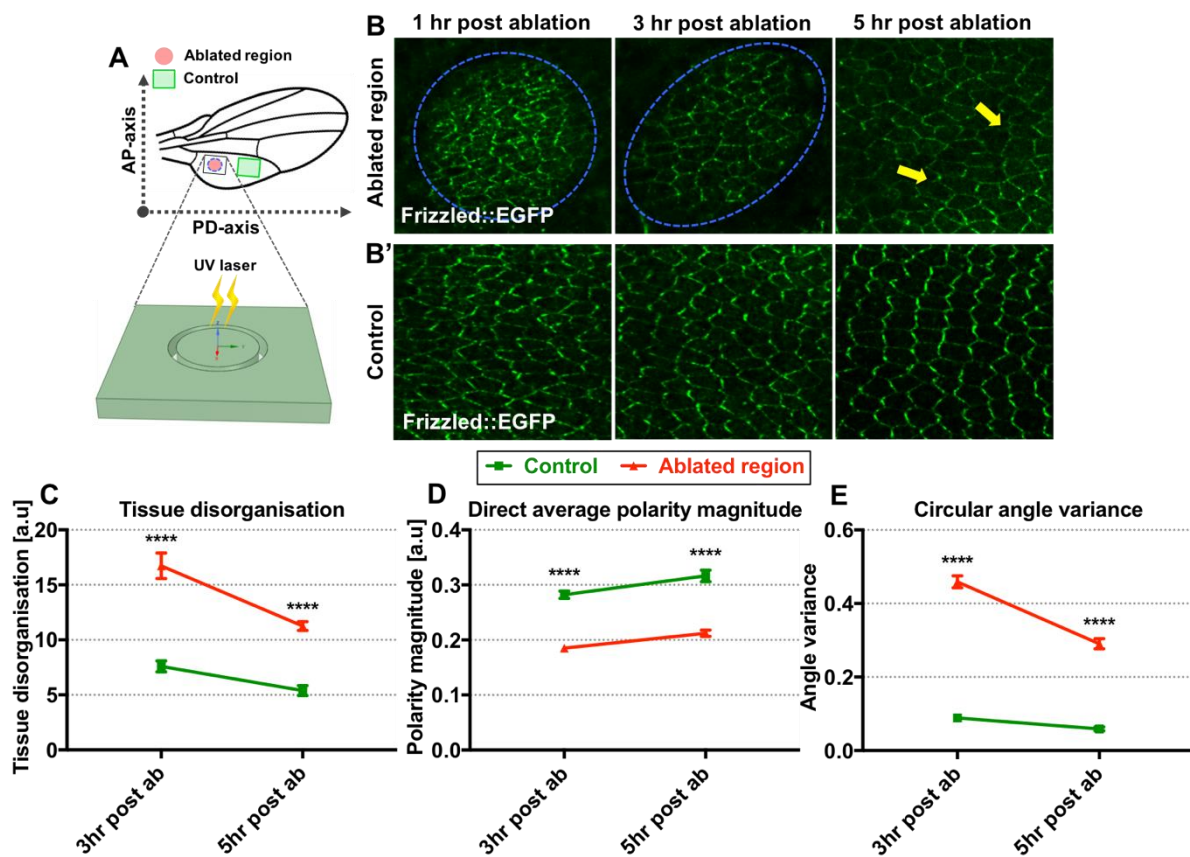 A
Ablated region
Control
AP-axis
PD-axis
UV laser
B
1 hr post ablation
3 hr post ablation
5 hr post ablation
Ablated region
Frizzled::EGFP
B'
Control
Frizzled::EGFP
Control
Ablated region
C
Tissue disorganisation
Tissue disorganisation [a.u]
20
15
10
5
0
****
****
3hr post ab
5hr post ab
D
Direct average polarity magnitude
Polarity magnitude [a.u]
0.4
0.3
0.2
0.1
0.0
****
****
3hr post ab
5hr post ab
E
Circular angle variance
Angle variance
0.6
0.4
0.2
0.0
****
****
3hr post ab
5hr post ab